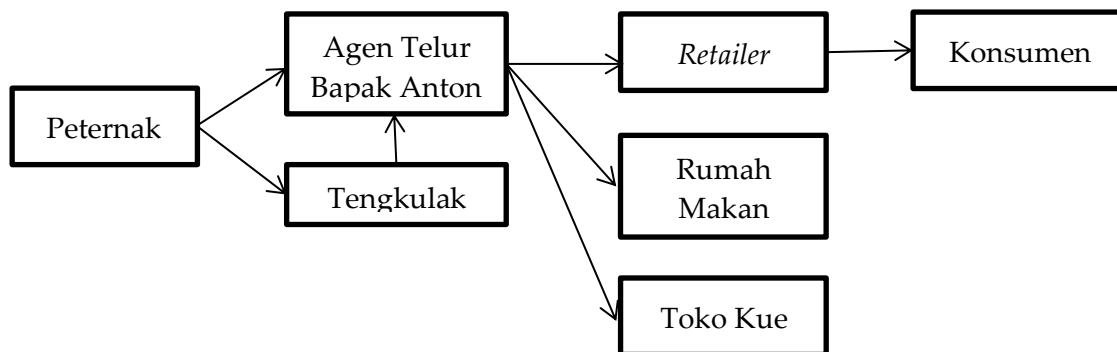 Agen Telur
Bapak Anton
Retailer
Konsumen
Peternak
Tengkulak
Rumah
Makan
Toko Kue